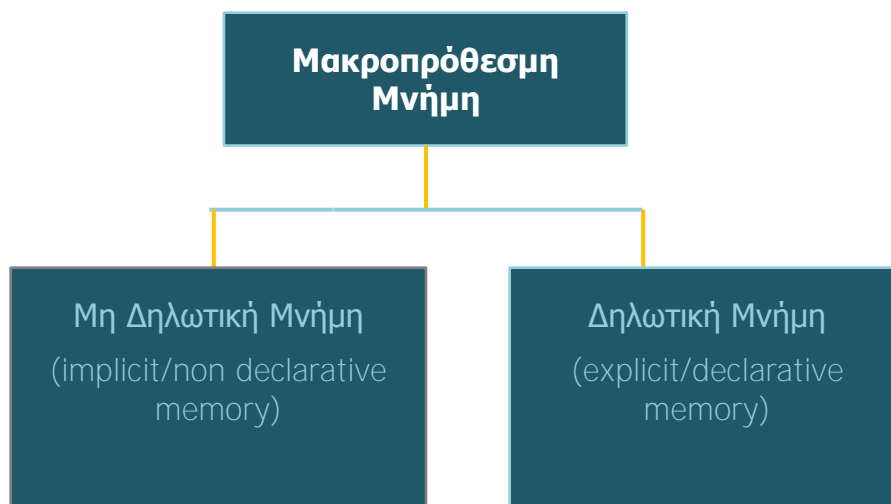 Μακροπρόθεσμη
Μνήμη
Μη Δηλωτική Μνήμη
(implicit/non declarative
memory)
Δηλωτική Μνήμη
(explicit/declarative
memory)